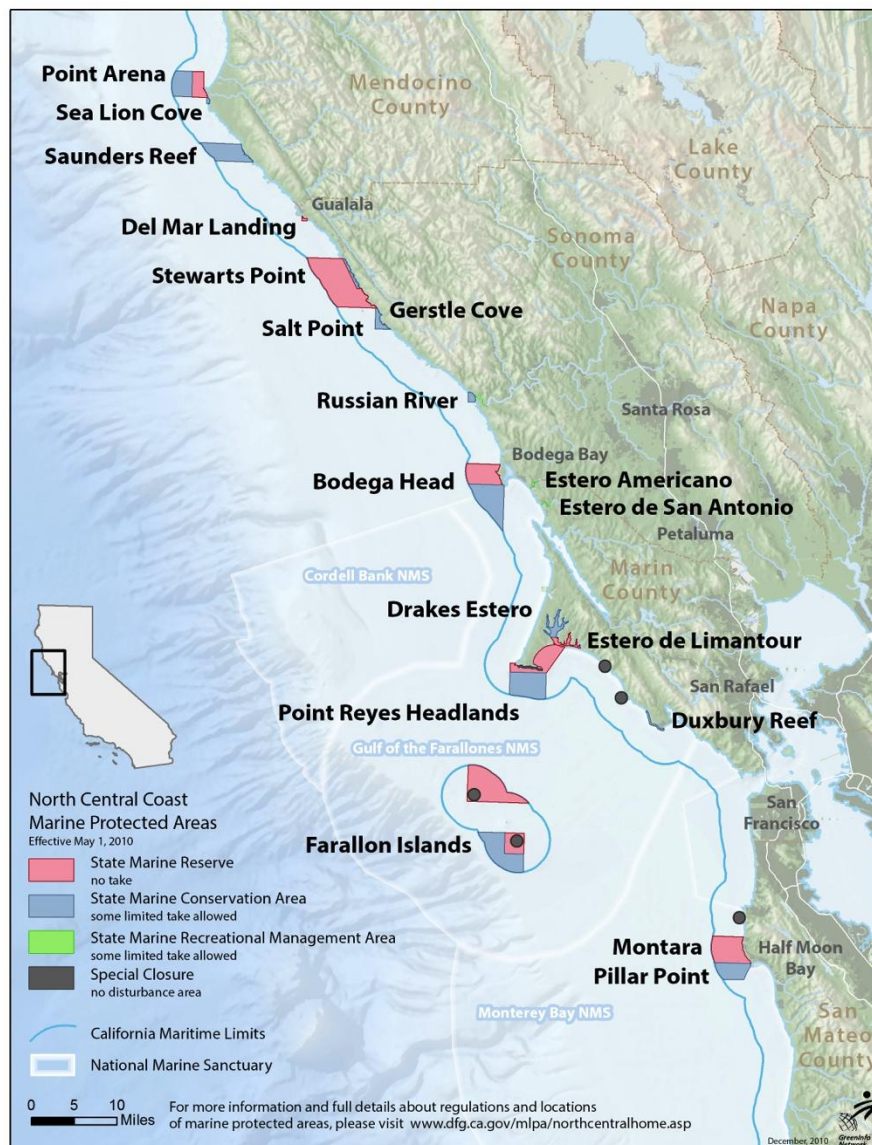 Point Arena
Mendocino
County
Sea Lion Cove
Lake
County
Saunders Reef
Gualala
Del Mar Landing
Sonoma
County
Stewarts Point
Gerstle Cove
Napa
County
Salt Point
Russian River
Santa Rosa
Bodega Bay
Bodega Head
Estero Americano
Estero de San Antonio
Petaluma
Cordell Bank NMS
Marin
County
Drakes Estero
Estero de Limantour
San Rafael
Point Reyes Headlands
Duxbury Reef
Gulf of the Farallones NMS
North Central Coast
Marine Protected Areas
Effective May 1, 2010
San
Francisco
Farallon Islands
State Marine Reserve
no take
State Marine Conservation Area
some limited take allowed
State Marine Recreational Management Area
some limited take allowed
Special Closure
no disturbance area
Montara
Pillar Point
Half Moon
Bay
Monterey Bay NMS
San
Mateo
County
California Maritime Limits
National Marine Sanctuary
0 5 10
Miles
For more information and full details about regulations and locations
of marine protected areas, please visit www.dfg.ca.gov/mlpa/northcentralhome.asp
December, 2010
GreenInfo
Network